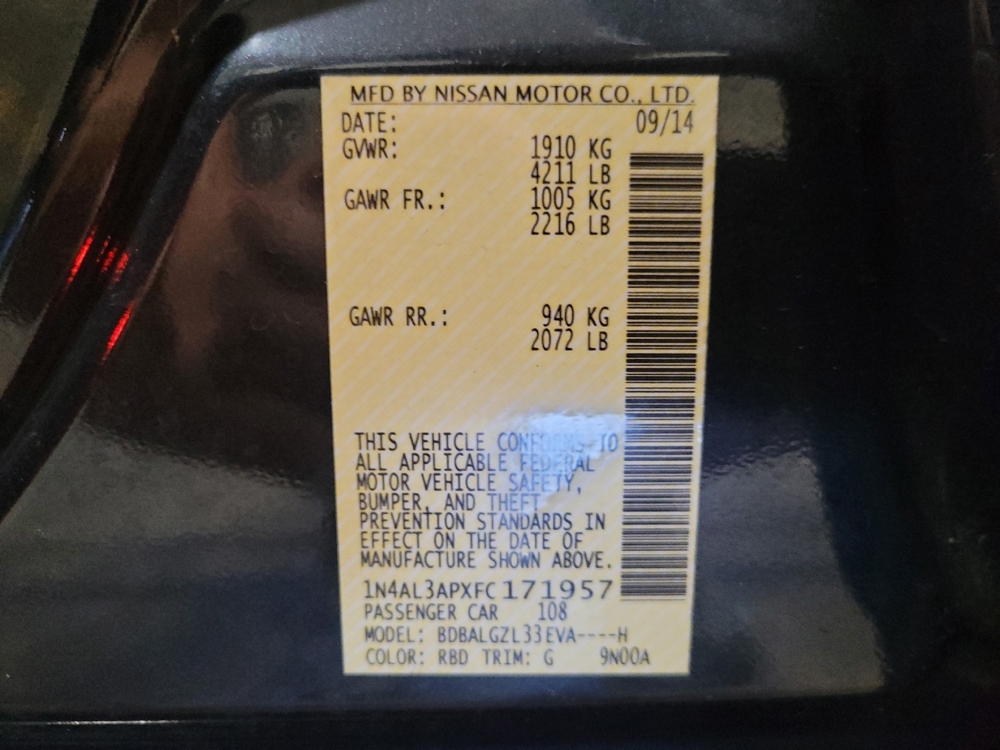 MFD BY NISSAN MOTOR CO., LTD.
DATE: 09/14
GVWR: 1910 KG
4211 LB
GAWR FR.: 1005 KG
2216 LB
GAWR RR.: 940 KG
2072 LB
THIS VEHICLE CONFORMS TO
ALL APPLICABLE FEDERAL
MOTOR VEHICLE SAFETY,
BUMPER, AND THEFT
PREVENTION STANDARDS IN
EFFECT ON THE DATE OF
MANUFACTURE SHOWN ABOVE.
1N4AL3APXFC171957
PASSENGER CAR 108
MODEL: BDBALGZL33EVA----H
COLOR: RBD TRIM: G 9N00A